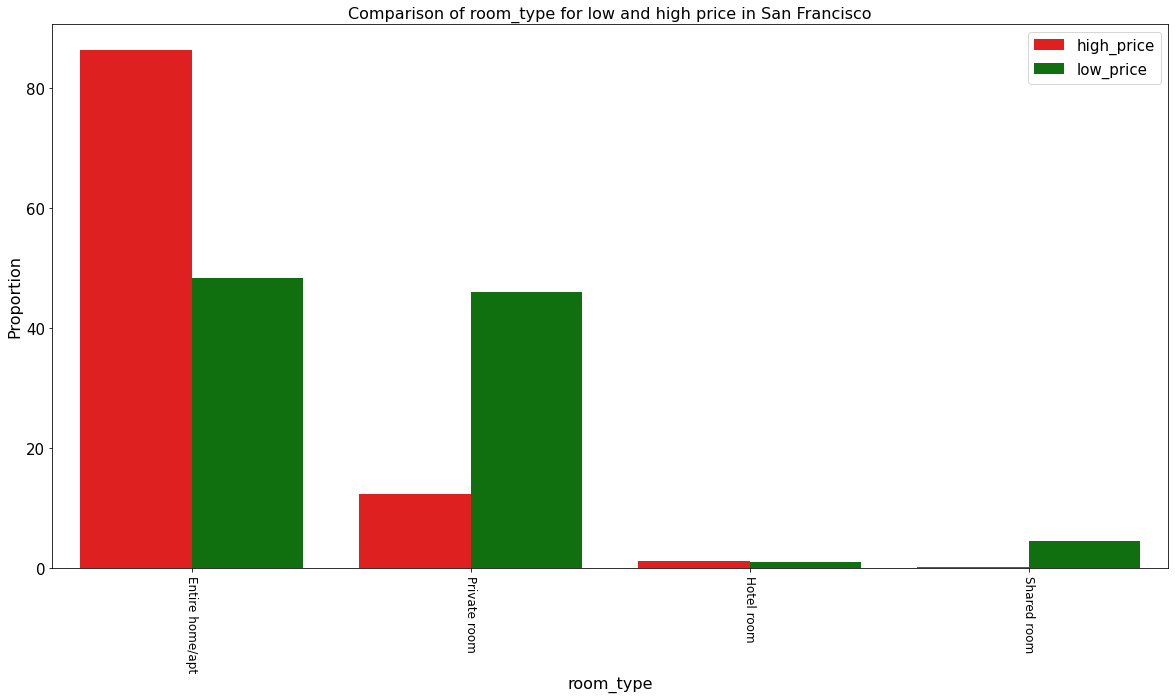 Comparison of room_type for low and high price in San Francisco
high_price
low_price
Proportion
80
60
40
20
0
Entire home/apt
Private room
Hotel room
Shared room
room_type